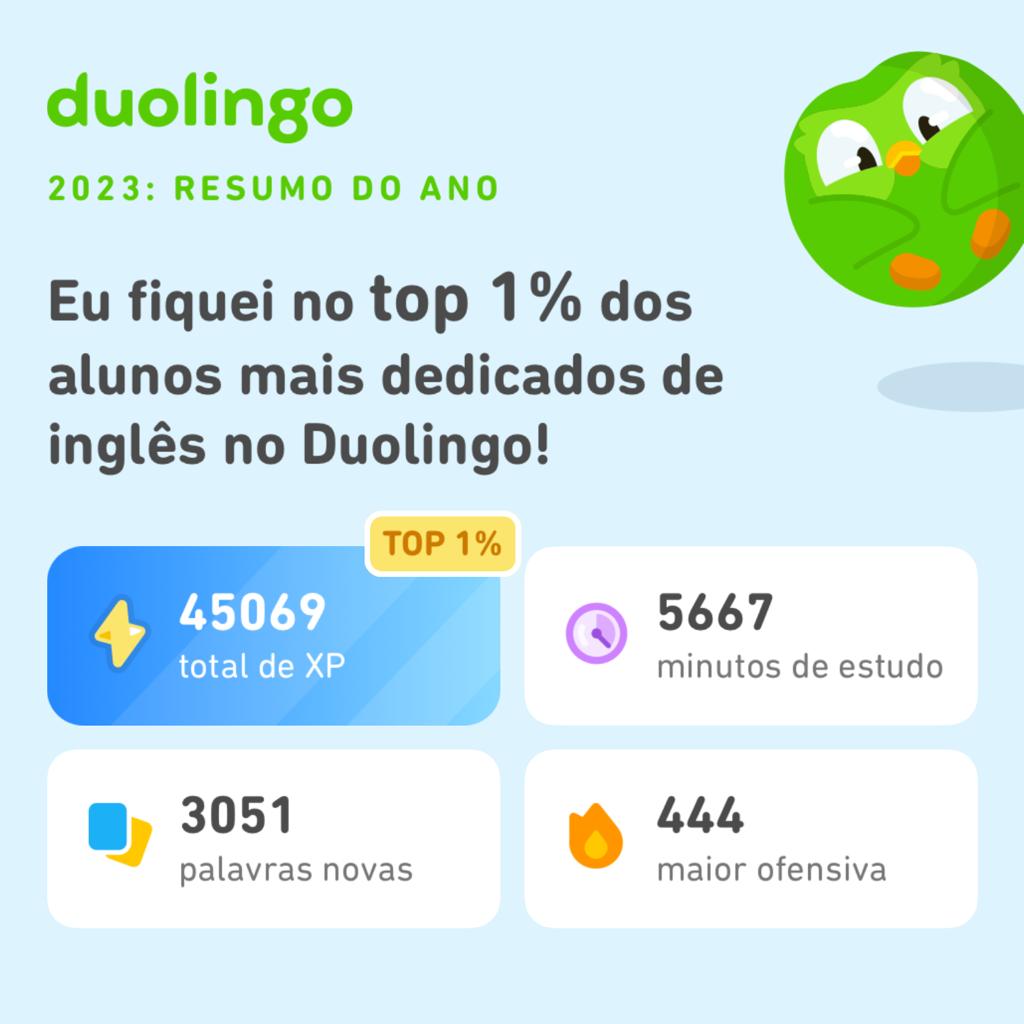 duolingo
2023: RESUMO DO ANO
Eu fiquei no top 1% dos
alunos mais dedicados de
inglês no Duolingo!
TOP 1%
45069
total de XP
5667
minutos de estudo
3051
palavras novas
444
maior ofensiva